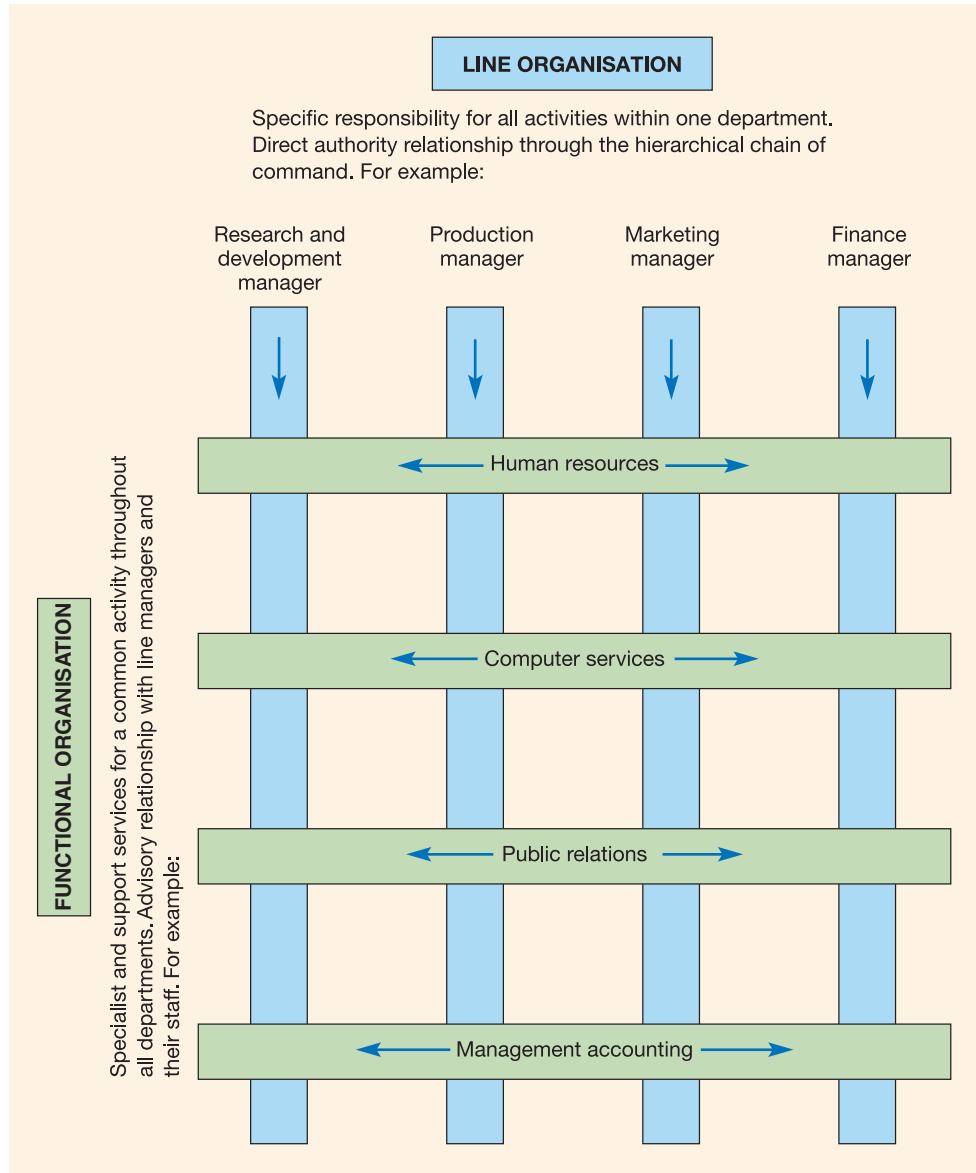 LINE ORGANISATION
Specific responsibility for all activities within one department.
Direct authority relationship through the hierarchical chain of
command. For example:
Research and
development
manager
Production
manager
Marketing
manager
Finance
manager
FUNCTIONAL ORGANISATION
Specialist and support services for a common activity throughout
all departments. Advisory relationship with line managers and
their staff. For example:
Human resources
Computer services
Public relations
Management accounting